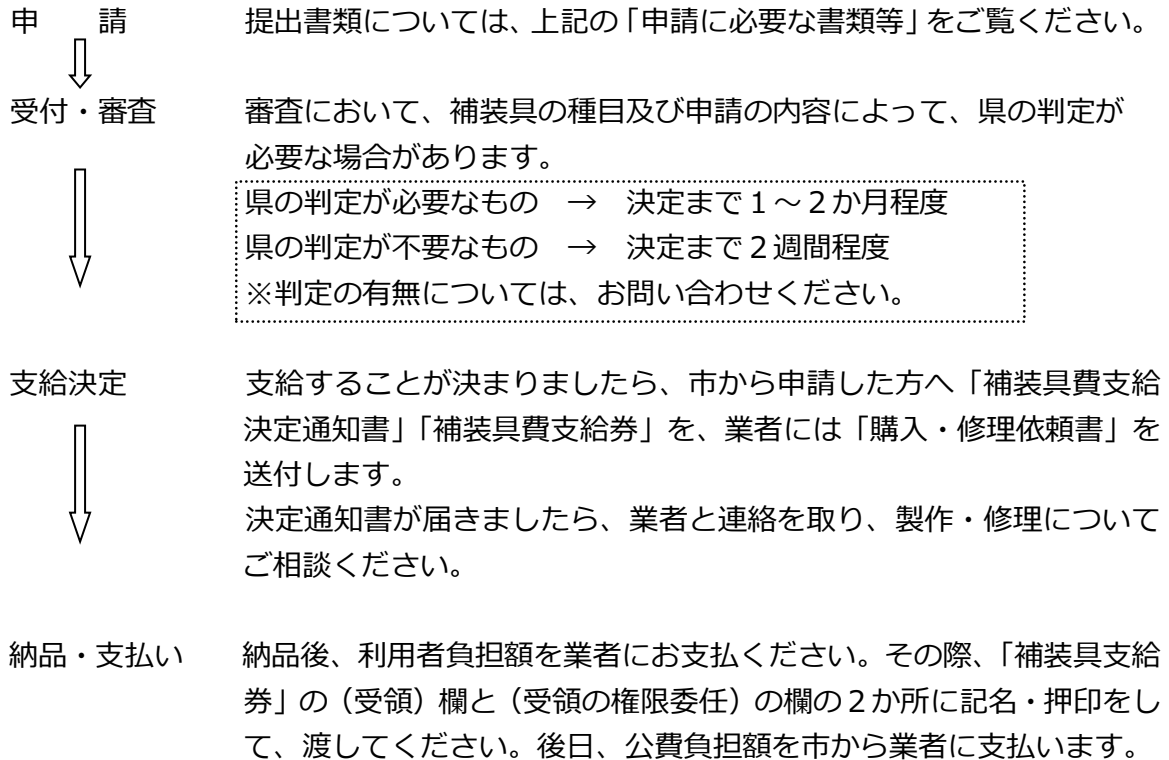 申　　請　　　提出書類については、上記の「申請に必要な書類等」をご覧ください。
受付・審査　　審査において、補装具の種目及び申請の内容によって、県の判定が
必要な場合があります。
県の判定が必要なもの　→　決定まで１～２か月程度
県の判定が不要なもの　→　決定まで２週間程度
※判定の有無については、お問い合わせください。
支給決定　　　支給することが決まりましたら、市から申請した方へ「補装具費支給
決定通知書」「補装具費支給券」を、業者には「購入・修理依頼書」を
送付します。
決定通知書が届きましたら、業者と連絡を取り、製作・修理について
ご相談ください。
納品・支払い　納品後、利用者負担額を業者にお支払ください。その際、「補装具支給
券」の（受領）欄と（受領の権限委任）の欄の２か所に記名・押印をし
て、渡してください。後日、公費負担額を市から業者に支払います。